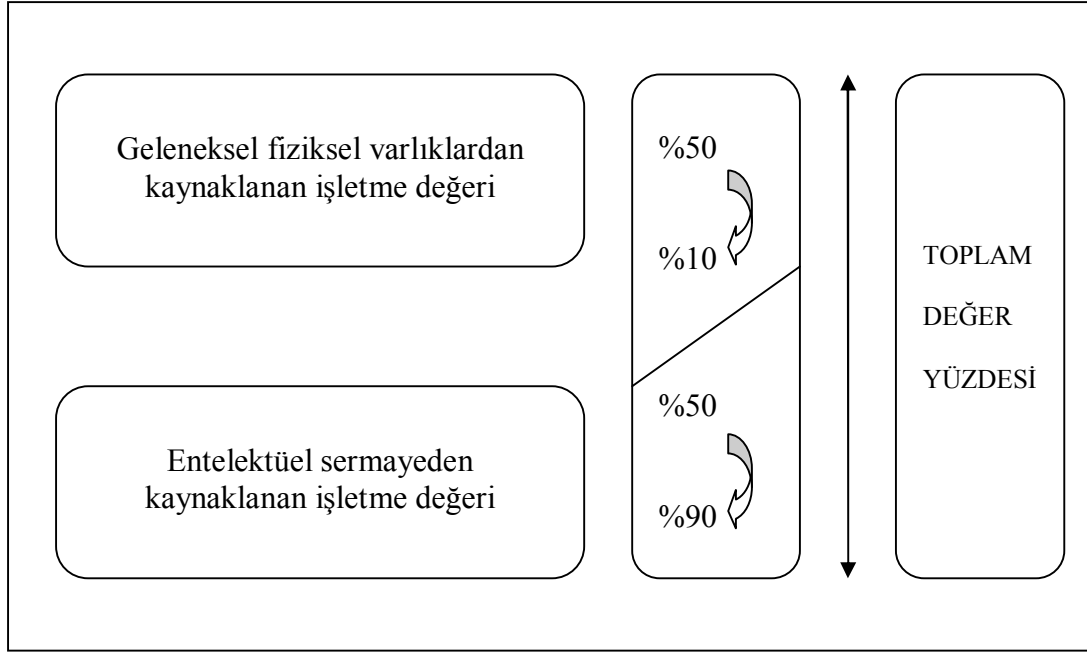 Geleneksel fiziksel varlıklardan
kaynaklanan işletme değeri
%50
%10
Entelektüel sermayeden
kaynaklanan işletme değeri
%50
%90
TOPLAM
DEĞER
YÜZDESİ